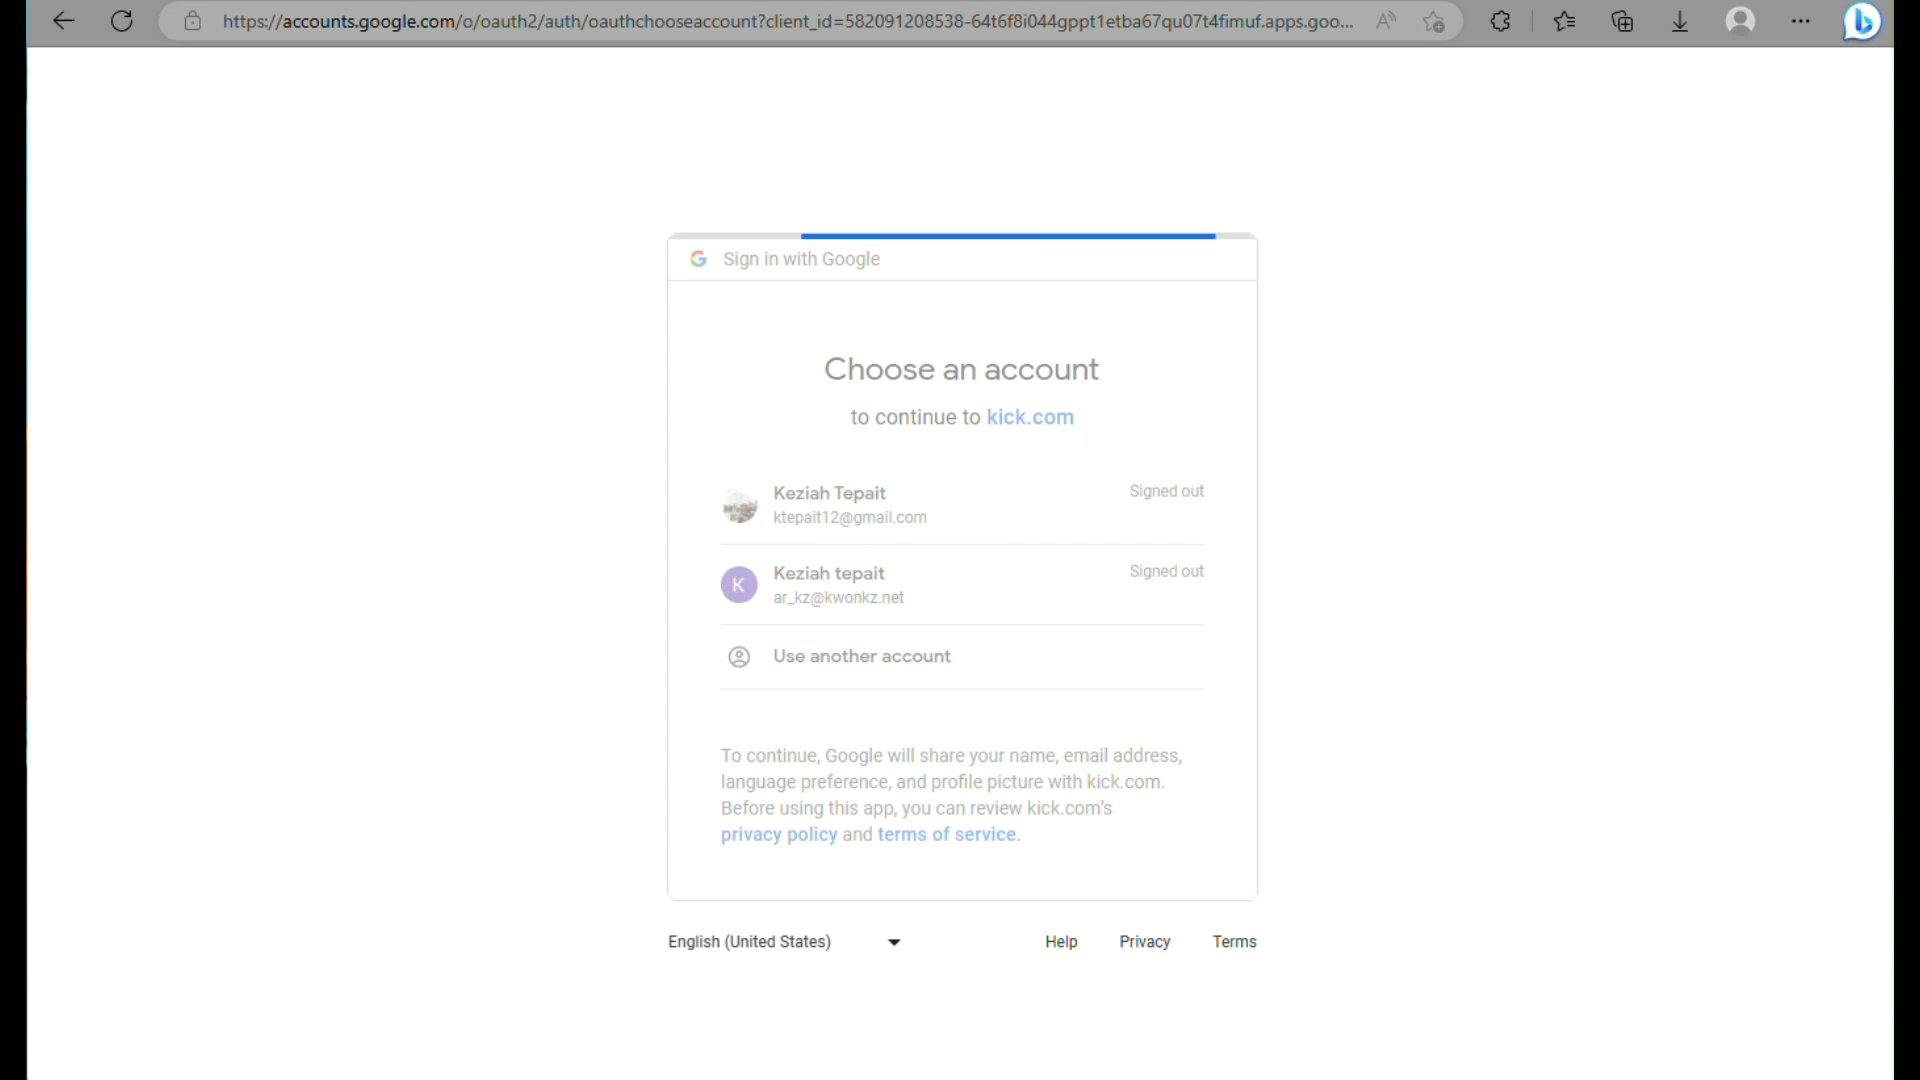 https://accounts.google.com/o/oauth2/auth/oauthchooseaccount?client_id=582091208538-64t6f8i044gppt1etba67qu07t4fimuf.apps.goo...
Sign in with Google
Choose an account
to continue to kick.com
Keziah Tepait
Signed out
ktepait12@gmail.com
K
Keziah tepait
Signed out
ar_kz@kwonkz.net
Use another account
To continue, Google will share your name, email address,
language preference, and profile picture with kick.com.
Before using this app, you can review kick.com's
privacy policy and terms of service.
English (United States)
Help
Privacy
Terms